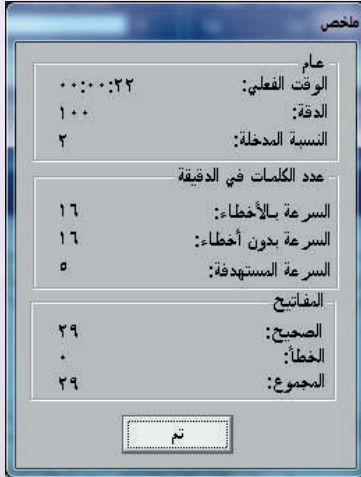 ملخص
عام
الوقت الفعلي: ٠٠:٠٠:٢٢
الدقة: ١٠٠
النسبة المدخلة: ٢
عدد الكلمات في الدقيقة
السرعة بالأخطاء: ١٦
السرعة بدون أخطاء: ١٦
السرعة المستهدفة: ٥
المفاتيح
الصحيح: ٢٩
الخطأ: ٠
المجموع: ٢٩
تم